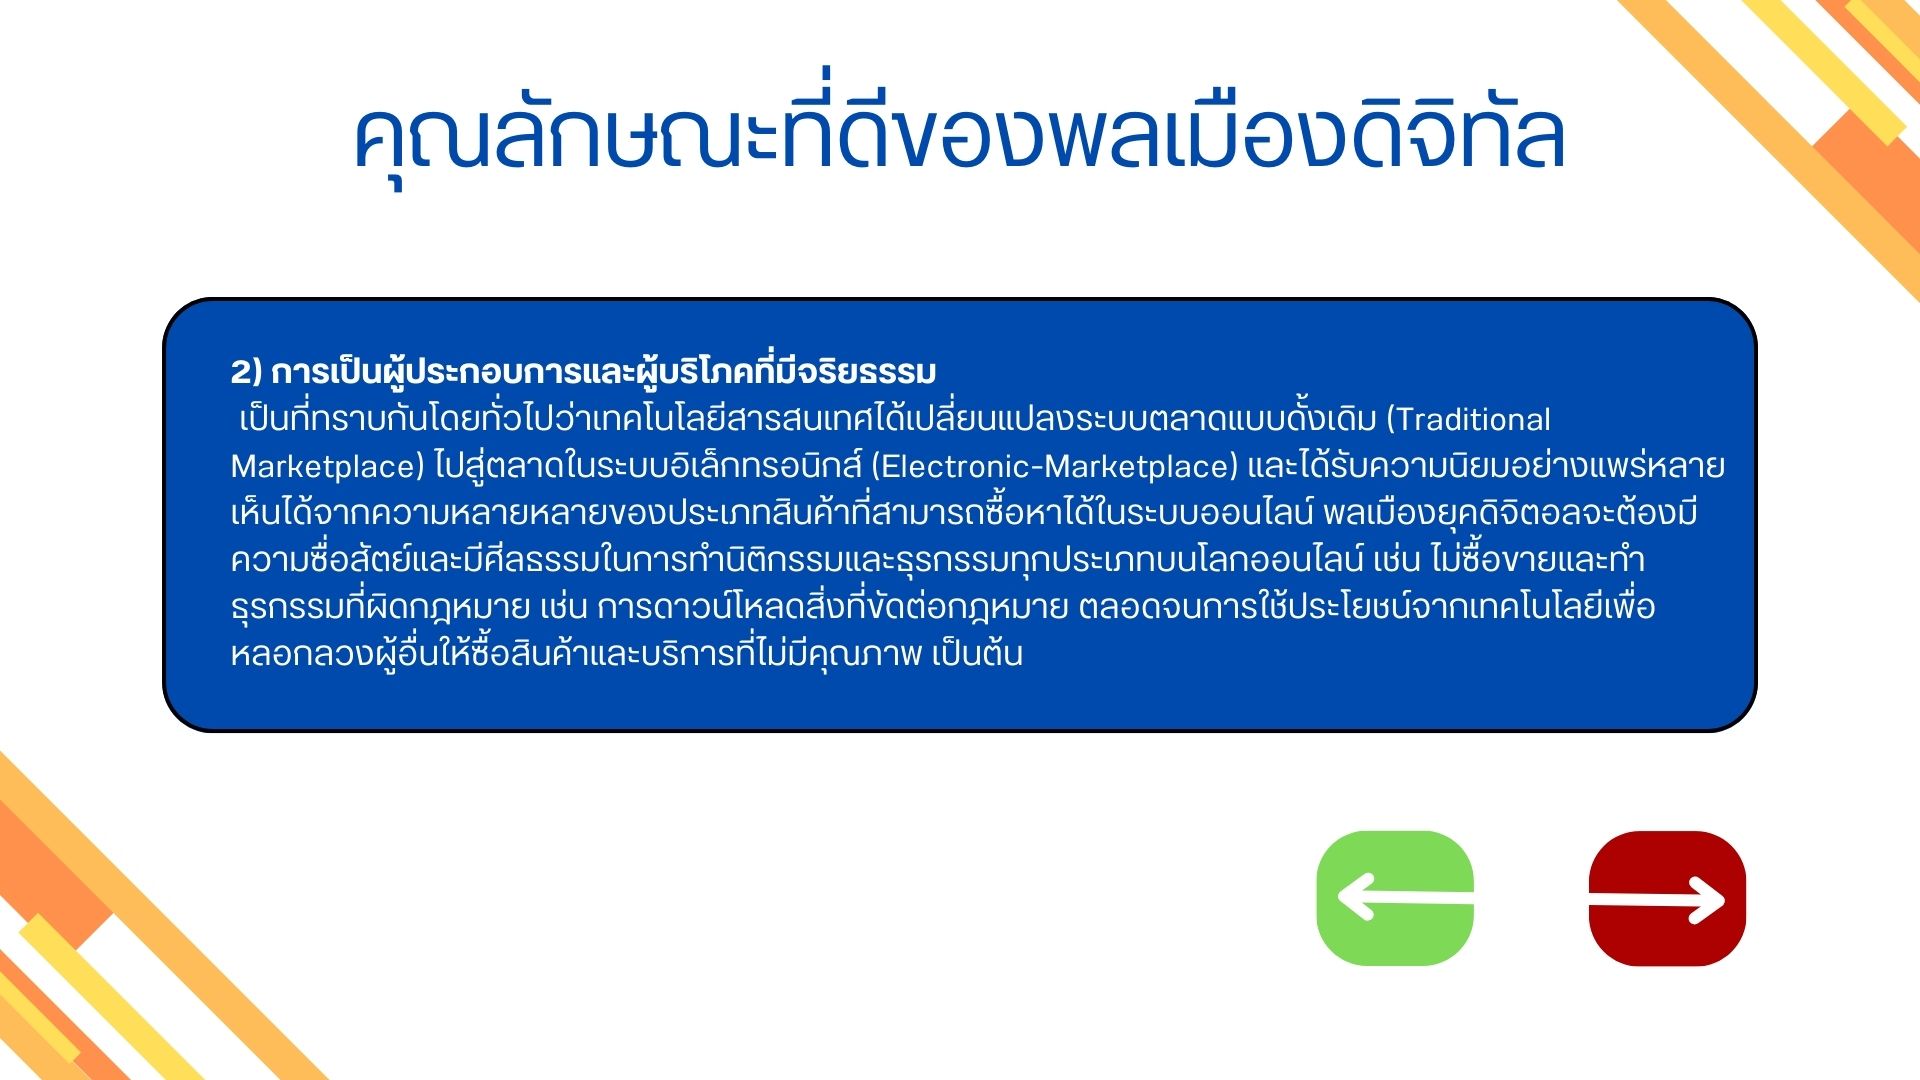 คุณลักษณะที่ดีของพลเมืองดิจิทัล
2) การเป็นผู้ประกอบการและผู้บริโภคที่มีจริยธรรม
เป็นที่ทราบกันโดยทั่วไปว่าเทคโนโลยีสารสนเทศได้เปลี่ยนแปลงระบบตลาดแบบดั้งเดิม (Traditional
Marketplace) ไปสู่ตลาดในระบบอิเล็กทรอนิกส์ (Electronic-Marketplace) และได้รับความนิยมอย่างแพร่หลาย
เห็นได้จากความหลายหลายของประเภทสินค้าที่สามารถซื้อหาได้ในระบบออนไลน์ พลเมืองยุคดิจิตอลจะต้องมี
ความซื่อสัตย์และมีศีลธรรมในการทำนิติกรรมและธุรกรรมทุกประเภทบนโลกออนไลน์ เช่น ไม่ซื้อขายและทำ
ธุรกรรมที่ผิดกฎหมาย เช่น การดาวน์โหลดสิ่งที่ขัดต่อกฎหมาย ตลอดจนการใช้ประโยชน์จากเทคโนโลยีเพื่อ
หลอกลวงผู้อื่นให้ซื้อสินค้าและบริการที่ไม่มีคุณภาพ เป็นต้น